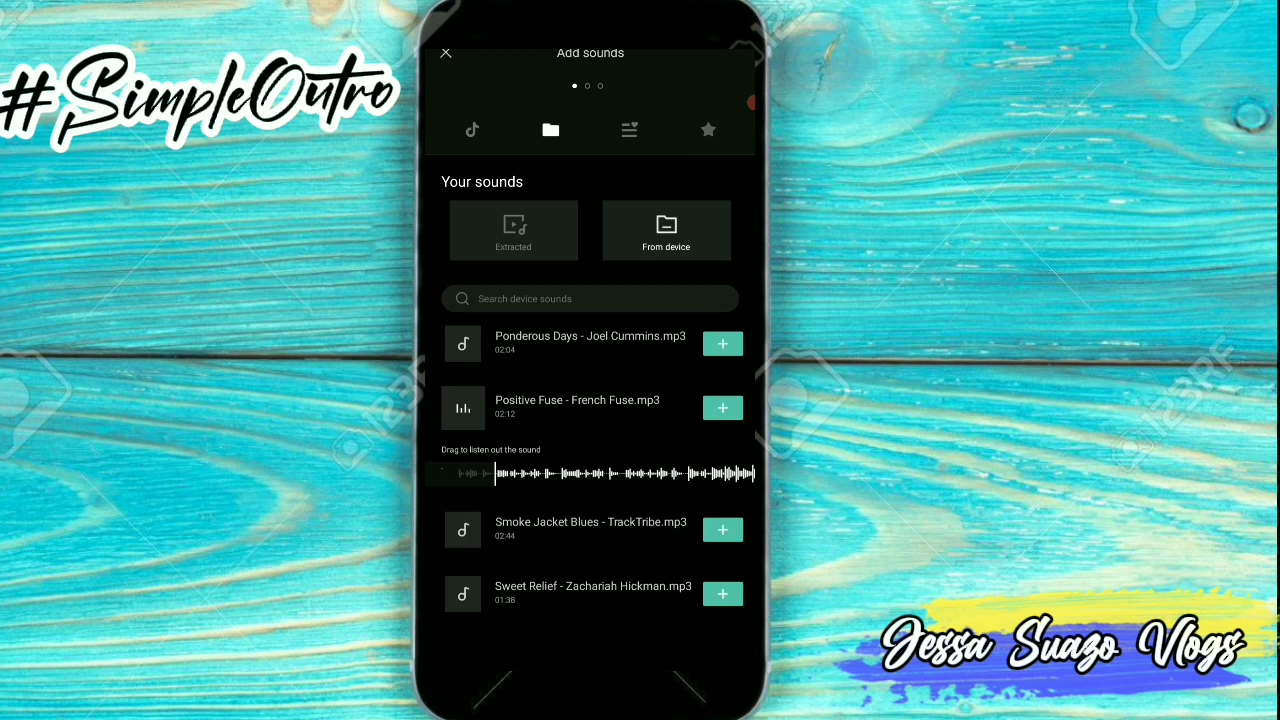 #SimpleOutro
Add sounds
Your sounds
Extracted
From device
Search device sounds
Ponderous Days - Joel Cummins.mp3
02:04
Positive Fuse - French Fuse.mp3
02:12
Drag to listen out the sound
Smoke Jacket Blues - TrackTribe.mp3
02:44
Sweet Relief - Zachariah Hickman.mp3
01:38
Jessa Suazo Vlogs
123RF